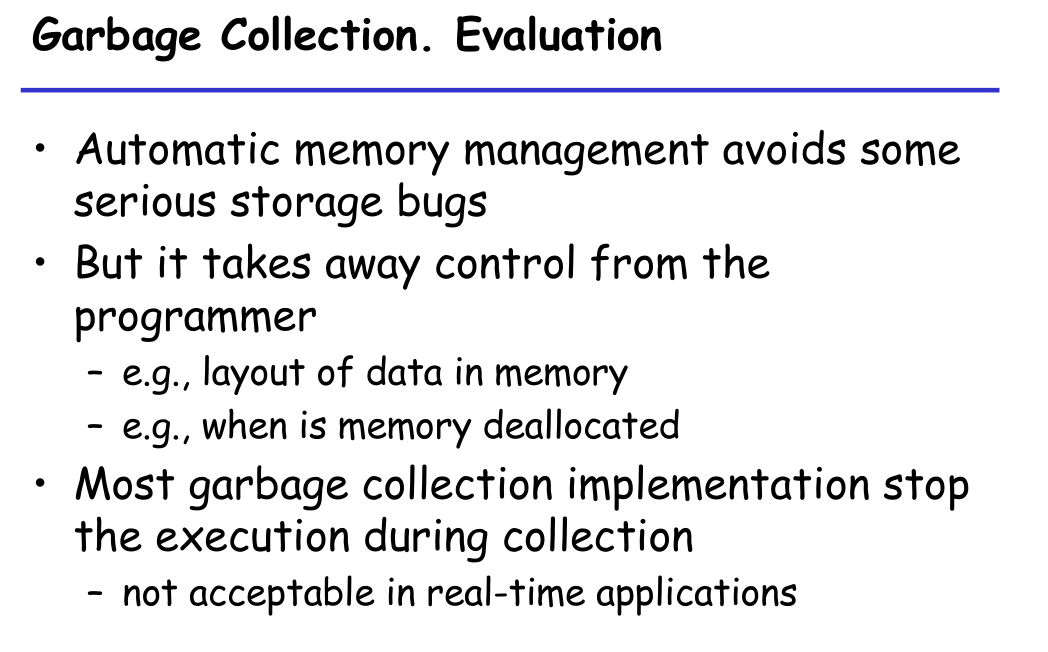 Garbage Collection. Evaluation
• Automatic memory management avoids some
serious storage bugs
• But it takes away control from the
programmer
– e.g., layout of data in memory
– e.g., when is memory deallocated
• Most garbage collection implementation stop
the execution during collection
– not acceptable in real-time applications